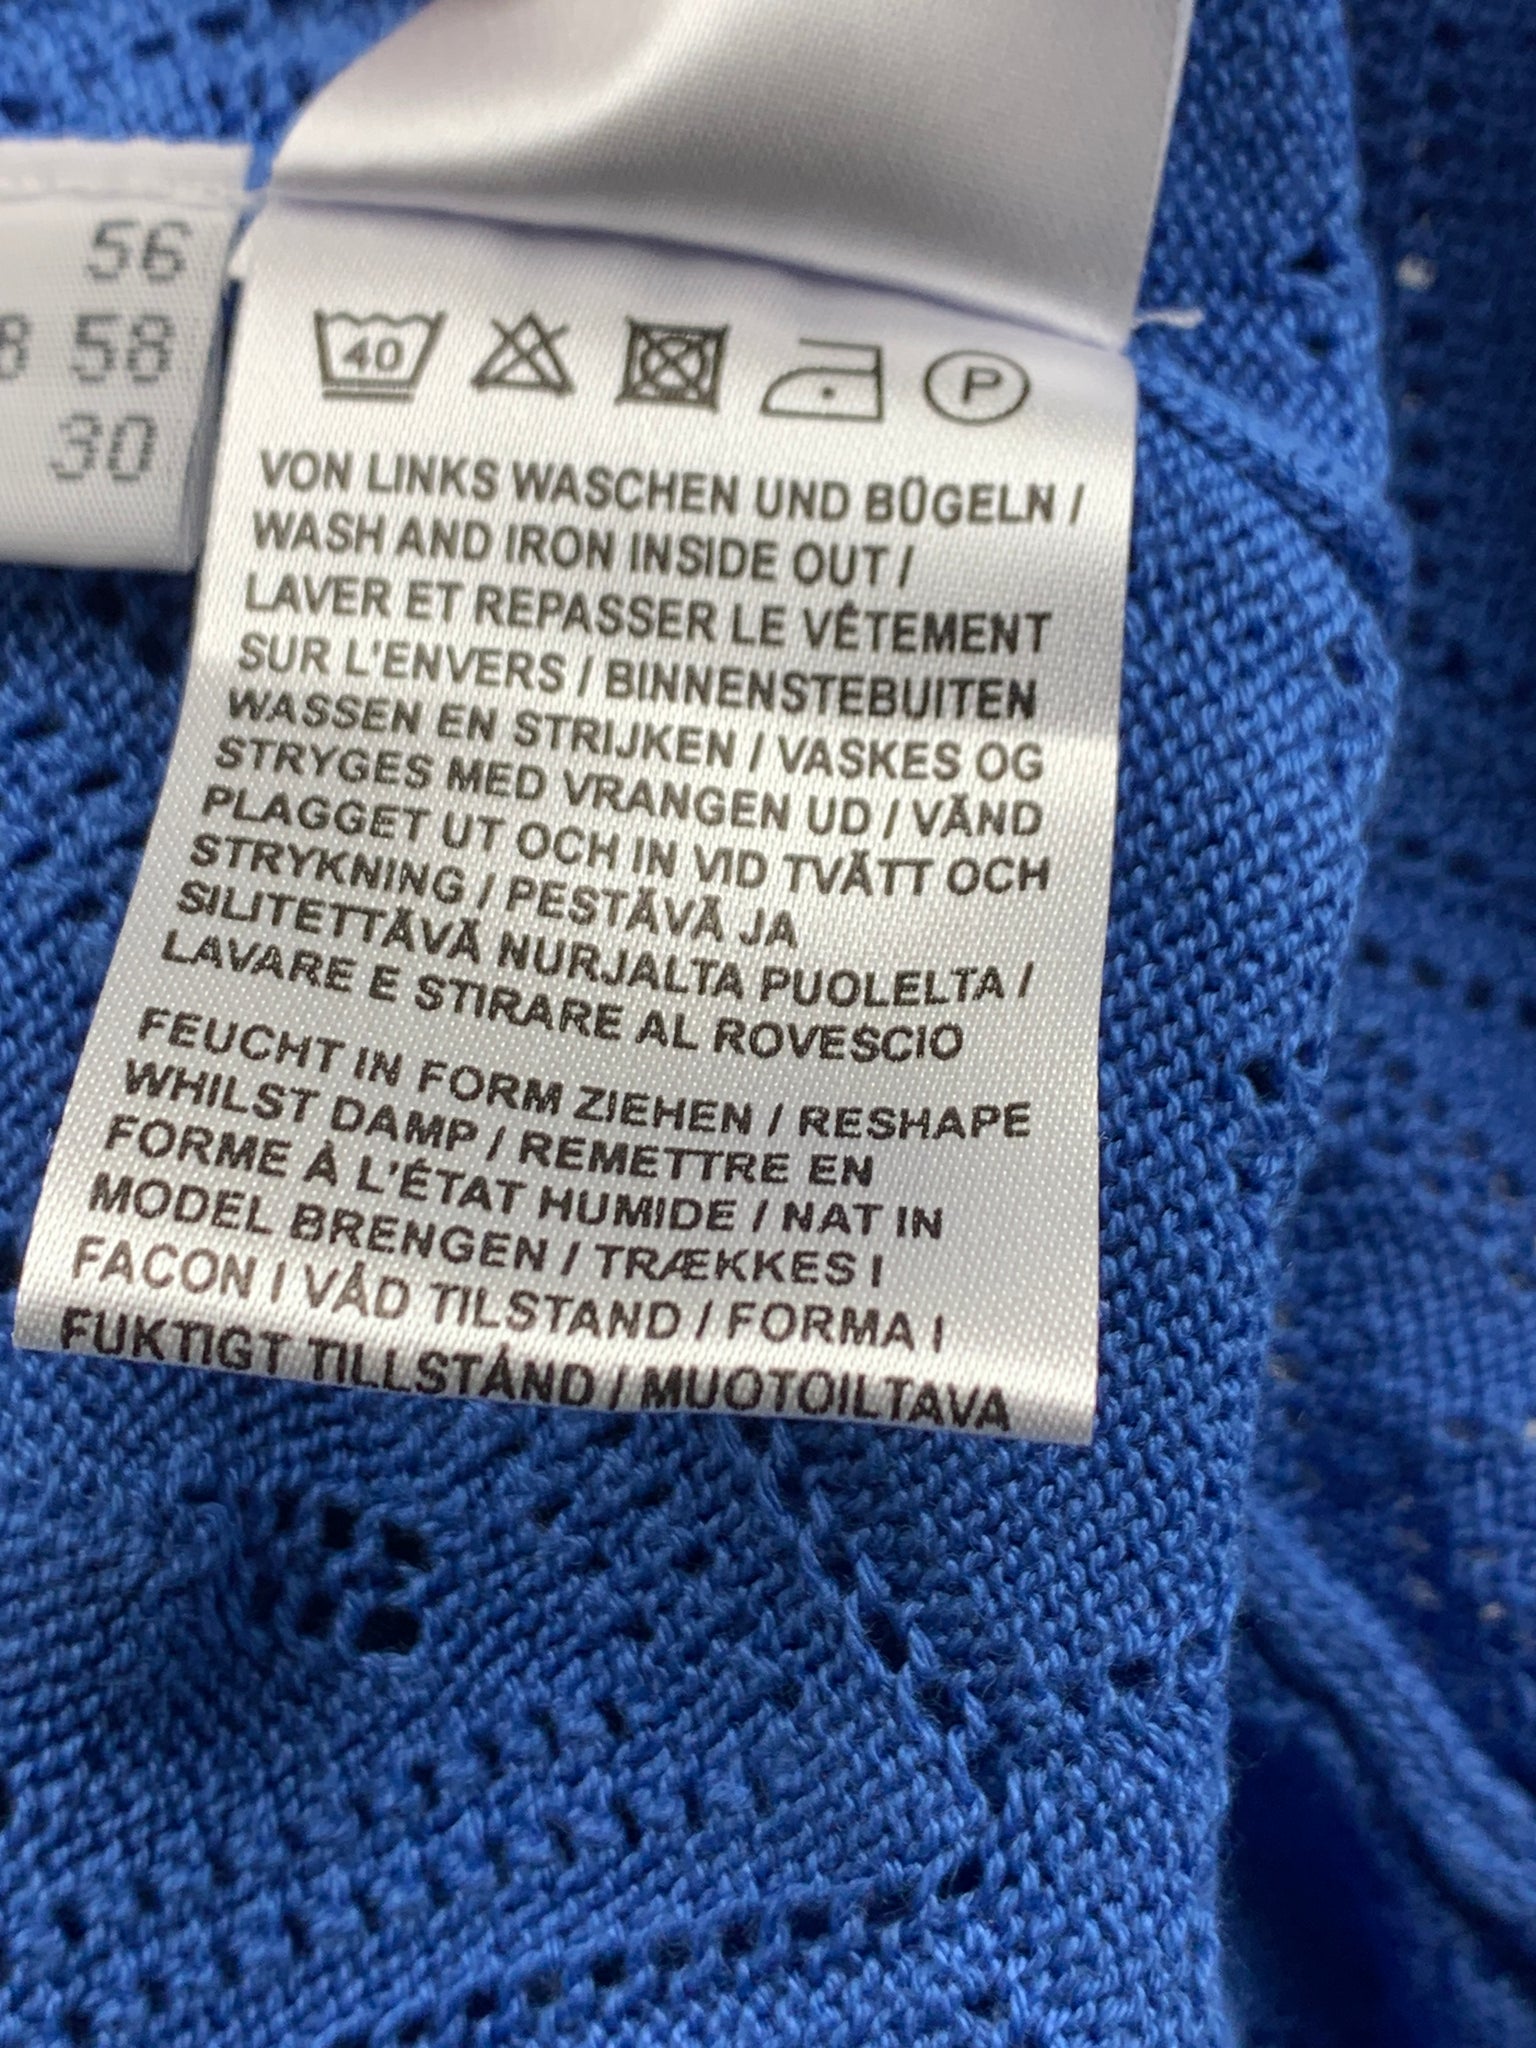 56
8 58
30
40
P
VON LINKS WASCHEN UND BÜGELN /
WASH AND IRON INSIDE OUT /
LAVER ET REPASSER LE VÊTEMENT
SUR L'ENVERS / BINNENSTEBUITEN
WASSEN EN STRIJKEN / VASKES OG
STRYGES MED VRANGEN UD / VÄND
PLAGGET UT OCH IN VID TVÄTT OCH
STRYKNING / PESTÄVÄ JA
SILITETTÄVÄ NURJALTA PUOLELTA /
LAVARE E STIRARE AL ROVESCIO
FEUCHT IN FORM ZIEHEN / RESHAPE
WHILST DAMP / REMETTRE EN
FORME À L'ÉTAT HUMIDE / NAT IN
MODEL BRENGEN / TRÆKKES I
FACON I VÅD TILSTAND / FORMA I
FUKTIGT TILLSTÅND / MUOTOILTAVA